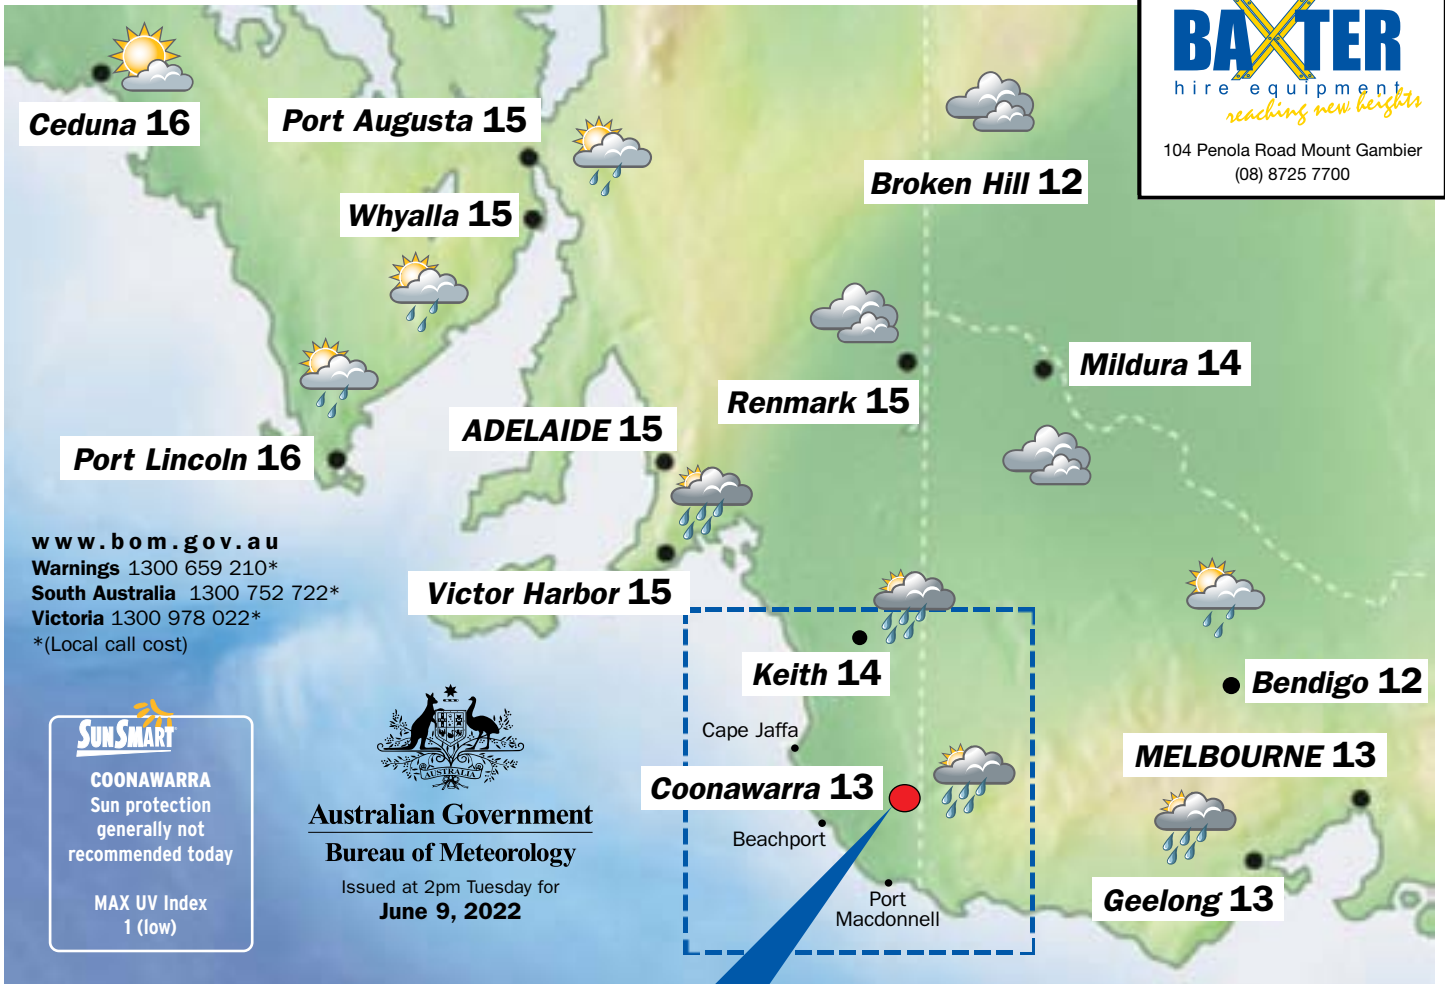 BAXTER
hire equipment
reaching new heights
104 Penola Road Mount Gambier
(08) 8725 7700
Ceduna 16
Port Augusta 15
Whyalla 15
Broken Hill 12
Mildura 14
Renmark 15
ADELAIDE 15
Port Lincoln 16
www.bom.gov.au
Warnings 1300 659 210*
South Australia 1300 752 722*
Victoria 1300 978 022*
*(Local call cost)
Victor Harbor 15
Keith 14
Bendigo 12
Cape Jaffa
MELBOURNE 13
Coonawarra 13
Beachport
Port
Macdonnell
Geelong 13
SUNSMART
COONAWARRA
Sun protection
generally not
recommended today
MAX UV Index
1 (low)
AUSTRALIA
Australian Government
Bureau of Meteorology
Issued at 2pm Tuesday for
June 9, 2022